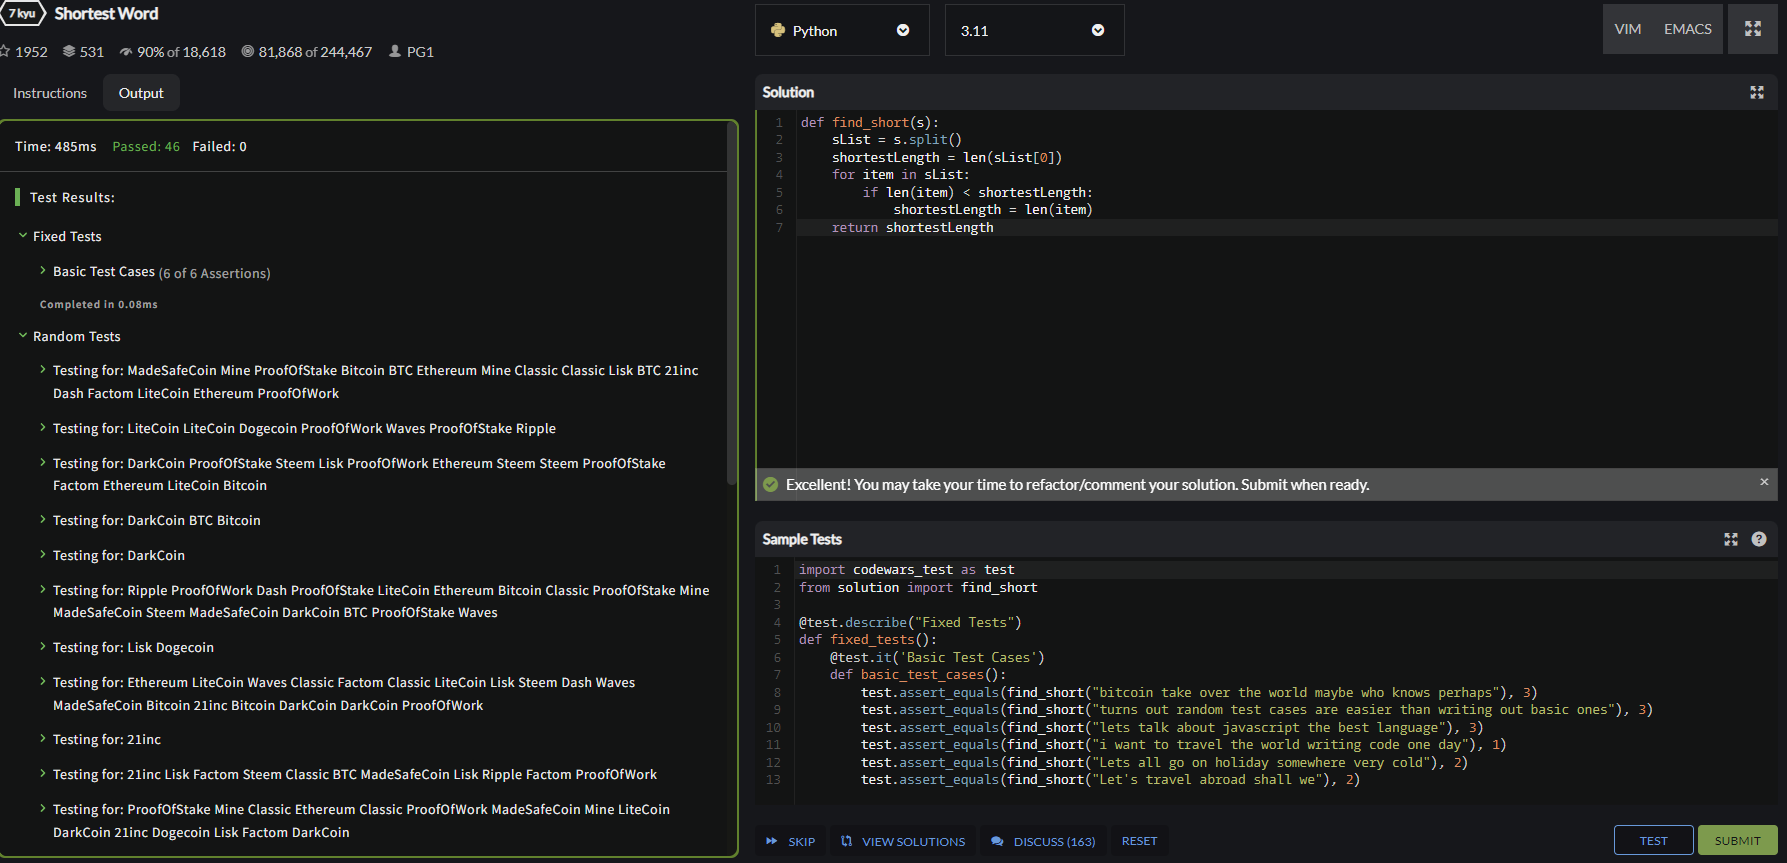 7 kyu Shortest Word
1952 531 90% of 18,618 81,868 of 244,467 PG1
Instructions Output
Time: 485ms Passed: 46 Failed: 0
Test Results:
Fixed Tests
Basic Test Cases (6 of 6 Assertions)
Completed in 0.08ms
Random Tests
Testing for: MadeSafeCoin Mine ProofOfStake Bitcoin BTC Ethereum Mine Classic Classic Lisk BTC 21inc
Dash Factom LiteCoin Ethereum ProofOfWork
Testing for: LiteCoin LiteCoin Dogecoin ProofOfWork Waves ProofOfStake Ripple
Testing for: DarkCoin ProofOfStake Steem Lisk ProofOfWork Ethereum Steem Steem ProofOfStake
Factom Ethereum LiteCoin Bitcoin
Testing for: DarkCoin BTC Bitcoin
Testing for: DarkCoin
Testing for: Ripple ProofOfWork Dash ProofOfStake LiteCoin Ethereum Bitcoin Classic ProofOfStake Mine
MadeSafeCoin Steem MadeSafeCoin DarkCoin BTC ProofOfStake Waves
Testing for: Lisk Dogecoin
Testing for: Ethereum LiteCoin Waves Classic Factom Classic LiteCoin Lisk Steem Dash Waves
MadeSafeCoin Bitcoin 21inc Bitcoin DarkCoin DarkCoin ProofOfWork
Testing for: 21inc
Testing for: 21inc Lisk Factom Steem Classic BTC MadeSafeCoin Lisk Ripple Factom ProofOfWork
Testing for: ProofOfStake Mine Classic Ethereum Classic ProofOfWork MadeSafeCoin Mine LiteCoin
DarkCoin 21inc Dogecoin Lisk Factom DarkCoin
Python 3.11 VIM EMACS
Solution
1 def find_short(s):
2     sList = s.split()
3     shortestLength = len(sList[0])
4     for item in sList:
5         if len(item) < shortestLength:
6             shortestLength = len(item)
7     return shortestLength
Excellent! You may take your time to refactor/comment your solution. Submit when ready. ×
Sample Tests ?
1 import codewars_test as test
2 from solution import find_short
3
4 @test.describe("Fixed Tests")
5 def fixed_tests():
6     @test.it('Basic Test Cases')
7     def basic_test_cases():
8         test.assert_equals(find_short("bitcoin take over the world maybe who knows perhaps"), 3)
9         test.assert_equals(find_short("turns out random test cases are easier than writing out basic ones"), 3)
10         test.assert_equals(find_short("lets talk about javascript the best language"), 3)
11         test.assert_equals(find_short("i want to travel the world writing code one day"), 1)
12         test.assert_equals(find_short("Lets all go on holiday somewhere very cold"), 2)
13         test.assert_equals(find_short("Let's travel abroad shall we"), 2)
SKIP VIEW SOLUTIONS DISCUSS (163) RESET TEST SUBMIT